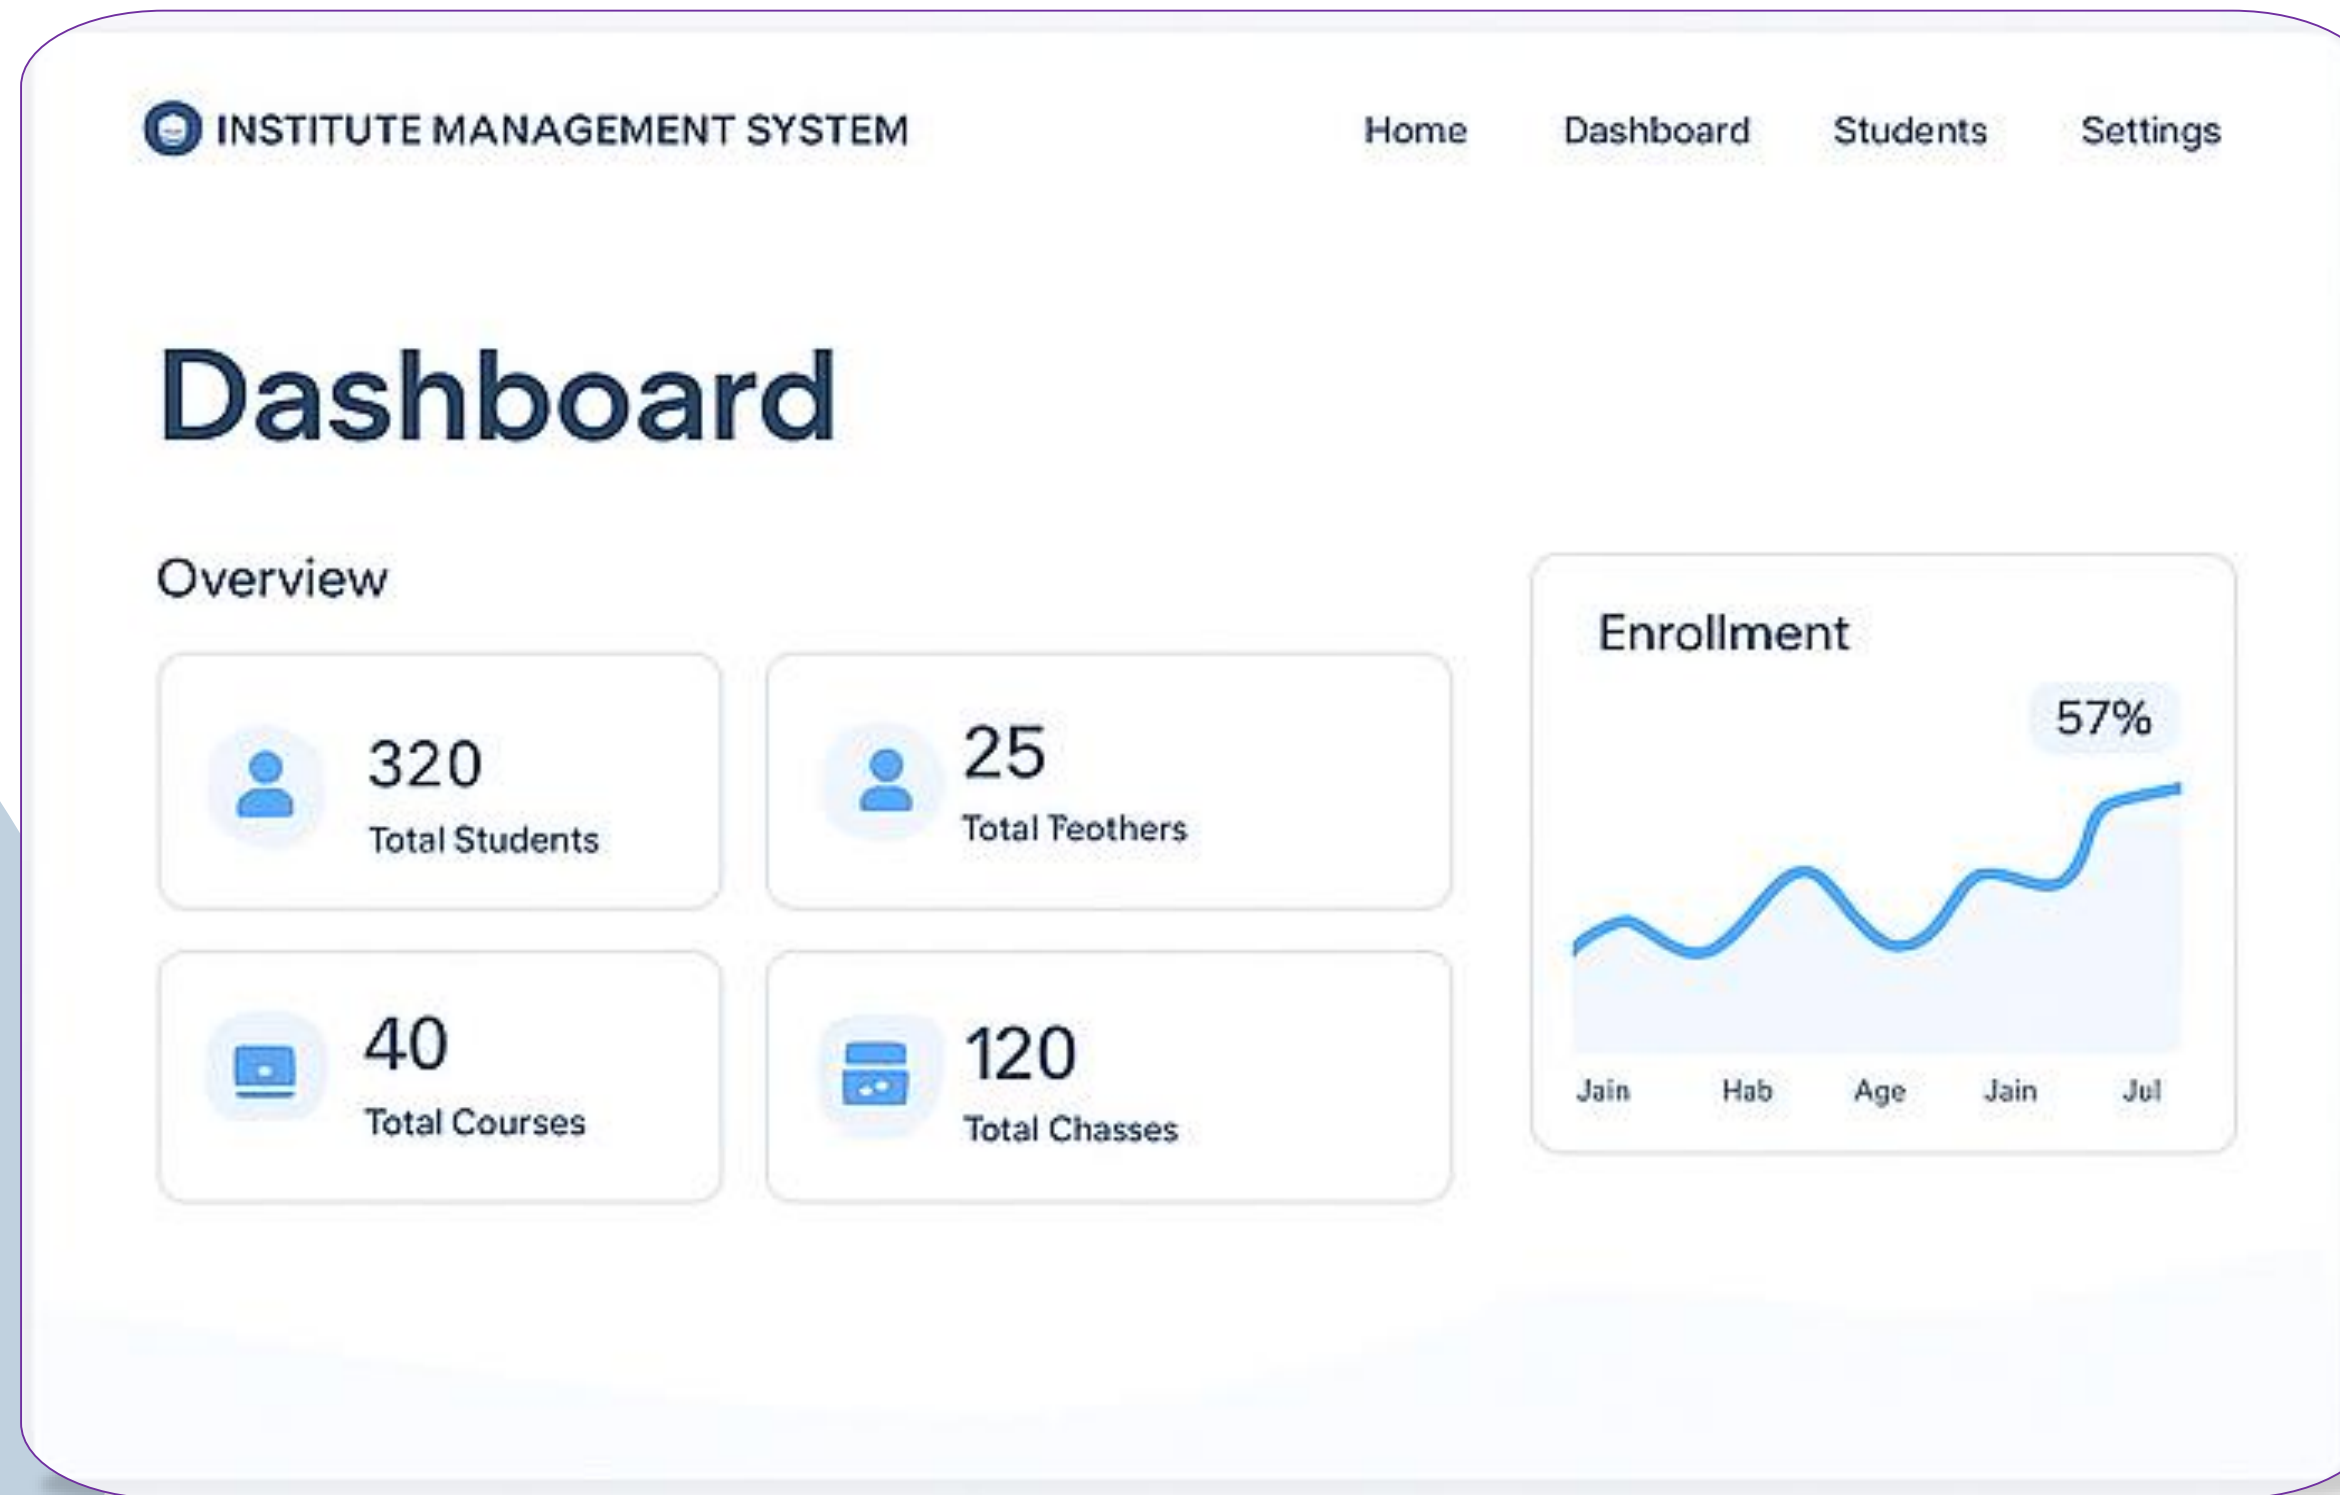 INSTITUTE MANAGEMENT SYSTEM
Home Dashboard Students Settings
Dashboard
Overview
320
Total Students
25
Total Feothers
40
Total Courses
120
Total Chasses
Enrollment
57%
Jain Hab Age Jain Jul